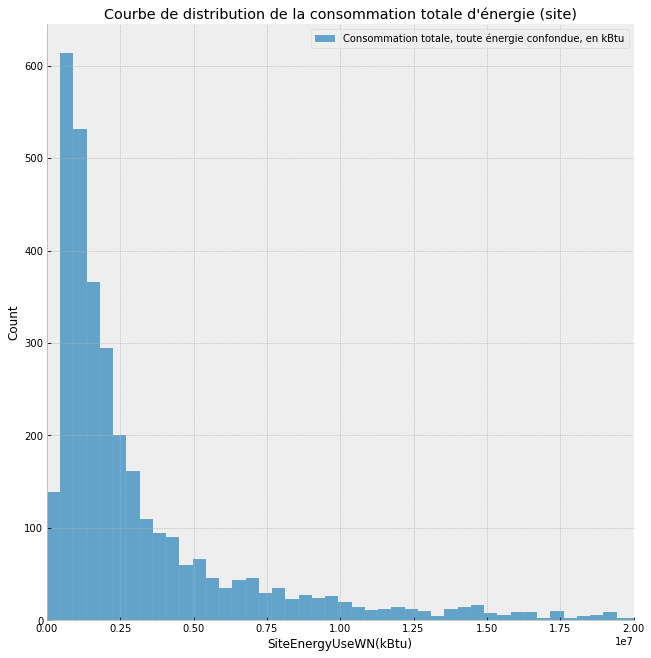 Courbe de distribution de la consommation totale d'énergie (site)
Consommation totale, toute énergie confondue, en kBtu
600
500
400
300
200
100
0
Count
0.00 0.25 0.50 0.75 1.00 1.25 1.50 1.75 2.00
1e7
SiteEnergyUseWN(kBtu)